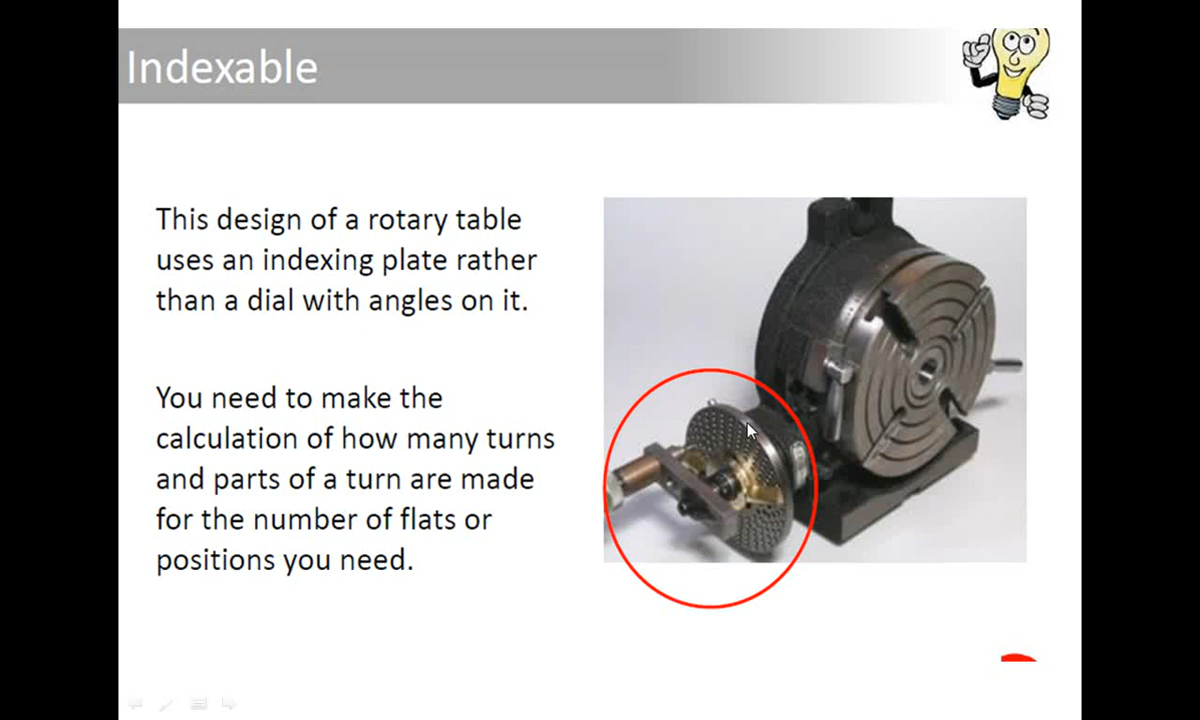 Indexable
This design of a rotary table
uses an indexing plate rather
than a dial with angles on it.
You need to make the
calculation of how many turns
and parts of a turn are made
for the number of flats or
positions you need.